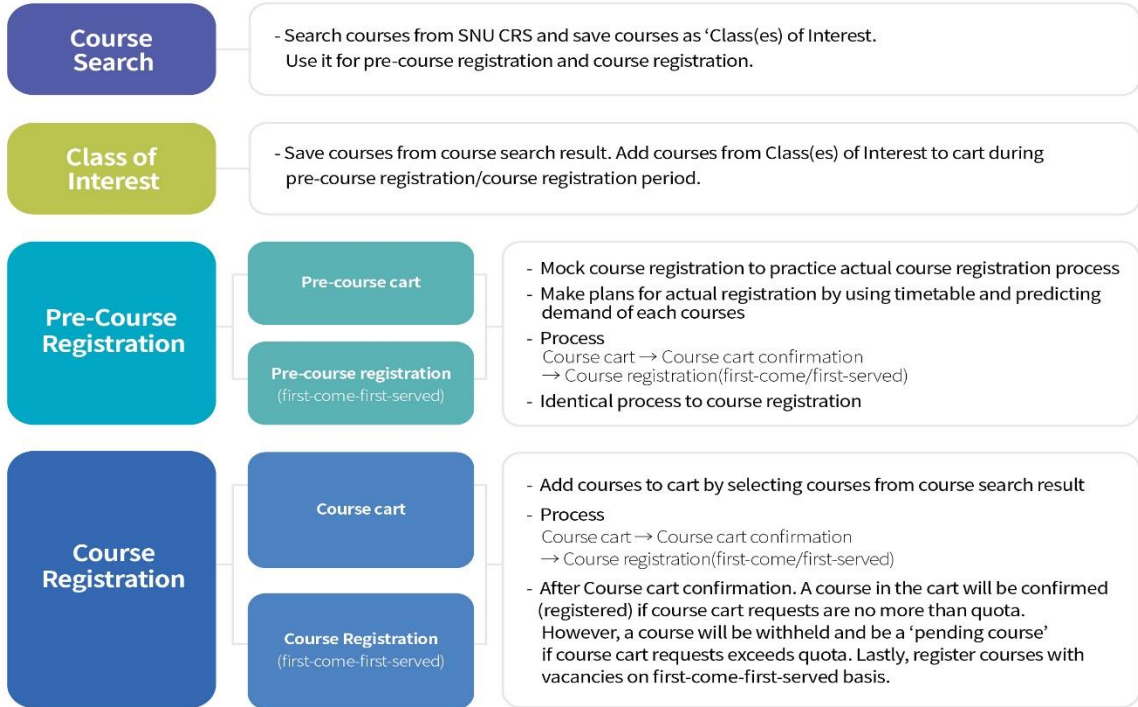 Course
Search
- Search courses from SNU CRS and save courses as ‘Class(es) of Interest.
Use it for pre-course registration and course registration.
Class of
Interest
- Save courses from course search result. Add courses from Class(es) of Interest to cart during
pre-course registration/course registration period.
Pre-Course
Registration
Pre-course cart
Pre-course registration
(first-come-first-served)
- Mock course registration to practice actual course registration process
- Make plans for actual registration by using timetable and predicting
demand of each courses
- Process
Course cart → Course cart confirmation
→ Course registration(first-come/first-served)
- Identical process to course registration
Course
Registration
Course cart
Course Registration
(first-come-first-served)
- Add courses to cart by selecting courses from course search result
- Process
Course cart → Course cart confirmation
→ Course registration(first-come/first-served)
- After Course cart confirmation. A course in the cart will be confirmed
(registered) if course cart requests are no more than quota.
However, a course will be withheld and be a ‘pending course’
if course cart requests exceeds quota. Lastly, register courses with
vacancies on first-come-first-served basis.